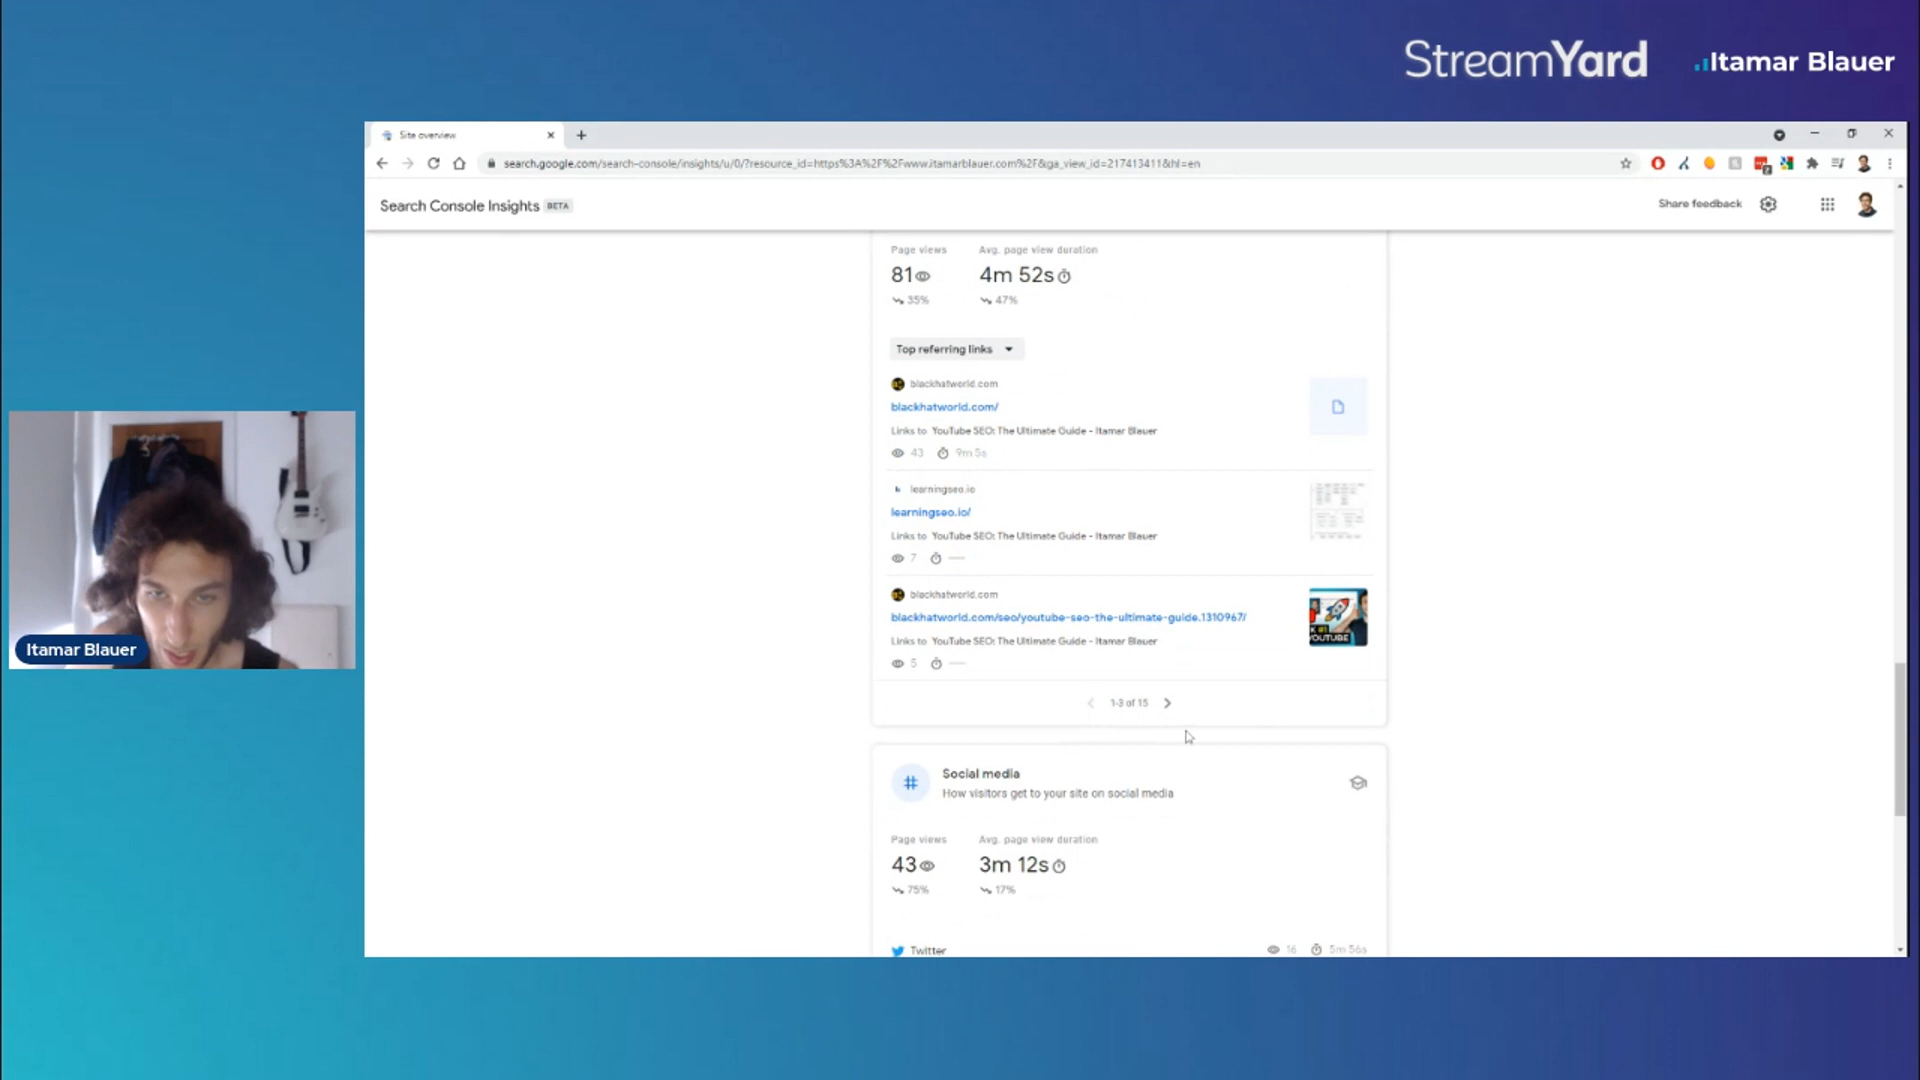 StreamYard
Itamar Blauer
Site overview
search.google.com/search-console/insights/u/0/?resource_id=https%3A%2F%2Fwww.itamarblauer.com%2F&ga_view_id=217413411&hl=en
Search Console Insights BETA
Share feedback
Page views Avg. page view duration
81 4m 52s
35% 47%
Top referring links
blackhatworld.com
blackhatworld.com/
Links to YouTube SEO: The Ultimate Guide - Itamar Blauer
43 9m 5s
learningseo.io
learningseo.io/
Links to YouTube SEO: The Ultimate Guide - Itamar Blauer
7 —
blackhatworld.com
blackhatworld.com/seo/youtube-seo-the-ultimate-guide.1310967/
Links to YouTube SEO: The Ultimate Guide - Itamar Blauer
5 —
1-3 of 15
Itamar Blauer
Social media
How visitors get to your site on social media
Page views Avg. page view duration
43 3m 12s
75% 17%
Twitter 16 5m 56s